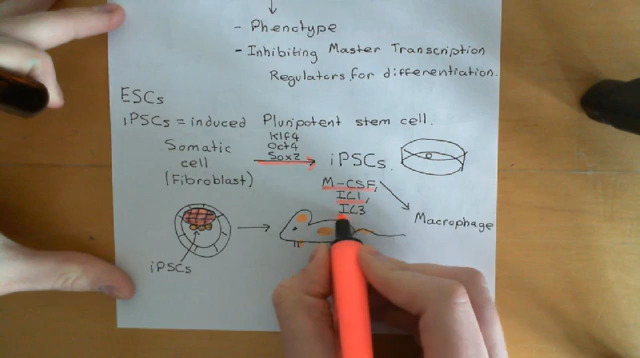 - Phenotype
- Inhibiting Master Transcription
Regulators for differentiation.
ESCs
iPSCs = induced Pluripotent stem cell.
Klf4
Oct4
Somatic cell (Fibroblast)
Sox2
iPSCs
M-CSF,
IL1,
IL3
Macrophage
iPSCs